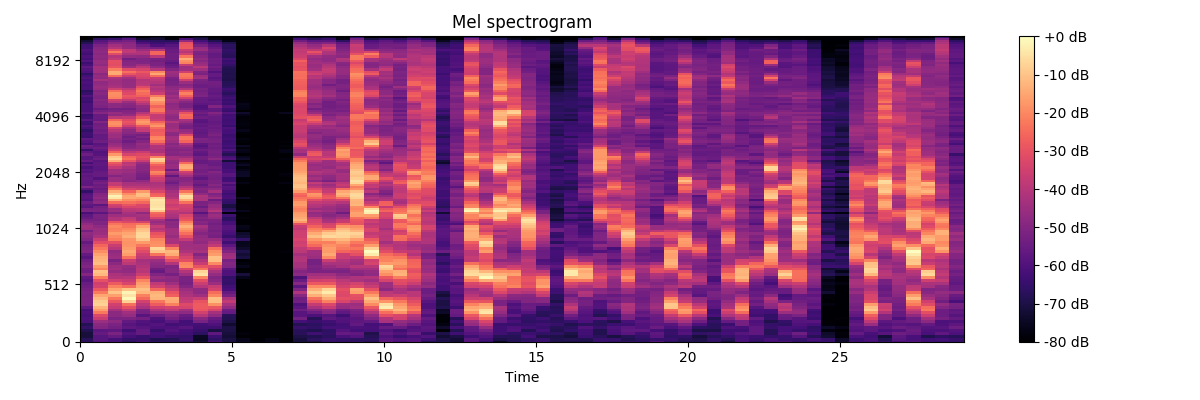 Mel spectrogram
8192
4096
2048
1024
512
0
Hz
0 5 10 15 20 25
Time
+0 dB
-10 dB
-20 dB
-30 dB
-40 dB
-50 dB
-60 dB
-70 dB
-80 dB